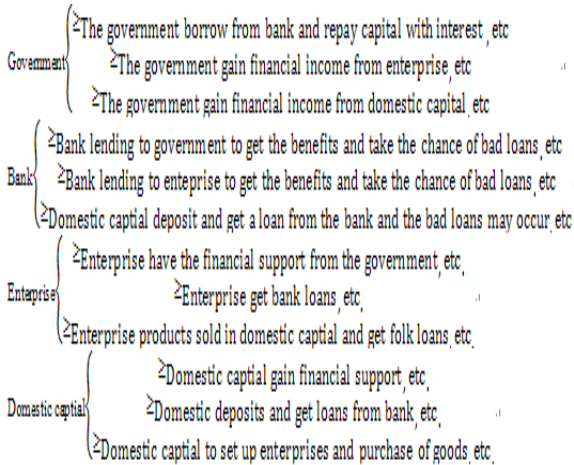 ≥The government borrow from bank and repay capital with interest, etc
Government
≥The government gain financial income from enterprise, etc
≥The government gain financial income from domestic capital, etc
≥Bank lending to government to get the benefits and take the chance of bad loans, etc
Bank
≥Bank lending to enteprise to get the benefits and take the chance of bad loans, etc
≥Domestic captial deposit and get a loan from the bank and the bad loans may occur, etc
≥Enterprise have the financial support from the government, etc.
Enterprise
≥Enterprise get bank loans, etc.
≥Enterprise products sold in domestic captial and get folk loans, etc.
≥Domestic captial gain financial support, etc.
Domestic captial
≥Domestic deposits and get loans from bank, etc.
≥Domestic captial to set up enterprises and purchase of goods, etc.